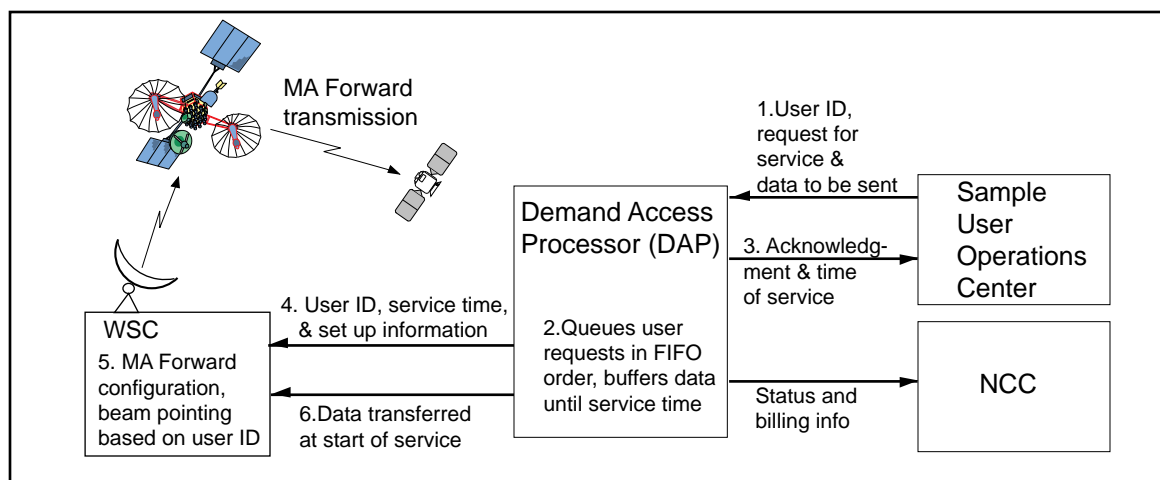 MA Forward
transmission
1.User ID,
request for
service &
data to be sent
Sample
User
Operations
Center
Demand Access
Processor (DAP)
3. Acknowledg-
ment & time
of service
4. User ID, service time,
& set up information
WSC
5. MA Forward
configuration,
beam pointing
based on user ID
2.Queues user
requests in FIFO
order, buffers data
until service time
6.Data transferred
at start of service
Status and
billing info
NCC